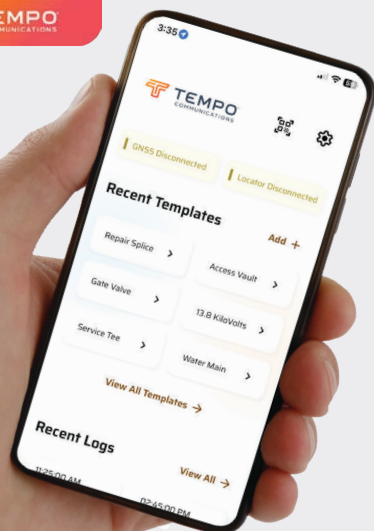 EMPO
MUNICATIONS
3:35
TEMPO
COMMUNICATIONS
GNSS Disconnected
Locator Disconnected
Recent Templates
Add +
Repair Splice >
Access Vault >
Gate Valve >
13.8 KiloVolts >
Service Tee >
Water Main >
View All Templates →
Recent Logs
View All →
11:25:00 AM
02:45:00 PM